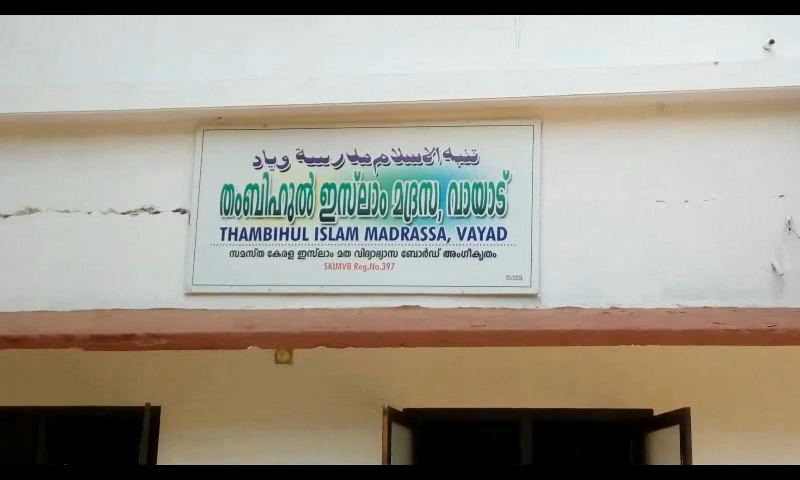 تنبه الاسلام مدرسة وياد
തംബിഹുൽ ഇസ്‌ലാം മദ്രസ, വായാട്
THAMBIHUL ISLAM MADRASSA, VAYAD
സമസ്ത കേരള ഇസ്‌ലാം മത വിദ്യാഭ്യാസ ബോർഡ് അംഗീകൃതം
SKIMVB Reg.No.397